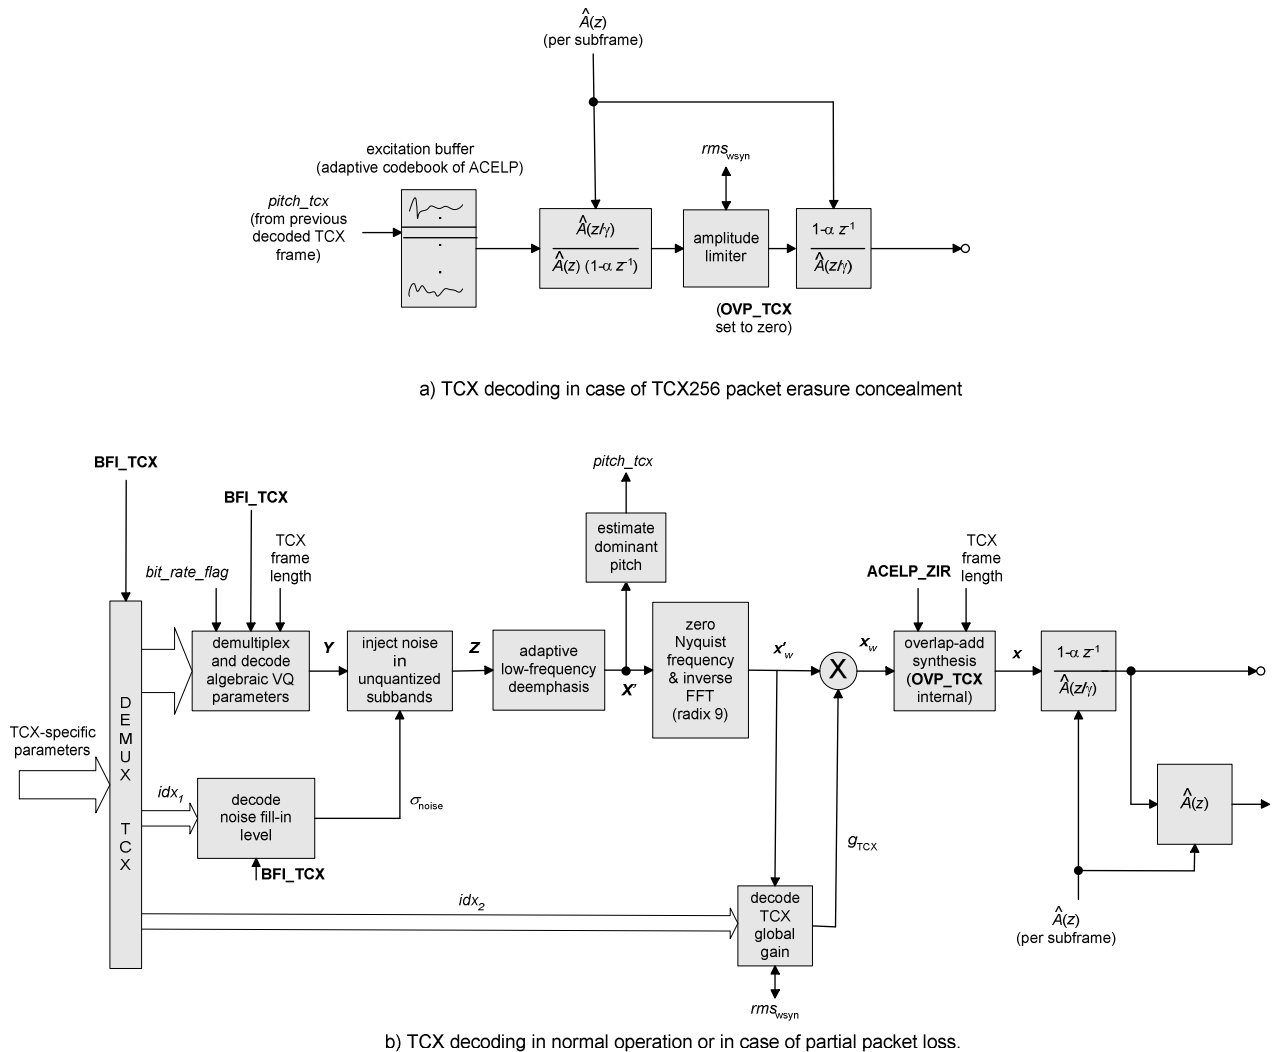 Â(z)
(per subframe)
excitation buffer
(adaptive codebook of ACELP)
rms_wsyn
pitch_tcx
(from previous
decoded TCX
frame)
Â(z/γ)
Â(z) (1-α z⁻¹)
amplitude
limiter
1-α z⁻¹
Â(z/γ)
(OVP_TCX
set to zero)
a) TCX decoding in case of TCX256 packet erasure concealment
BFI_TCX
pitch_tcx
BFI_TCX
TCX
frame
length
bit_rate_flag
estimate
dominant
pitch
ACELP_ZIR
TCX
frame
length
demultiplex
and decode
algebraic VQ
parameters
Y
inject noise
in
unquantized
subbands
Z
adaptive
low-frequency
deemphasis
X'
zero
Nyquist
frequency
& inverse
FFT
(radix 9)
x'_w
X
x_w
overlap-add
synthesis
(OVP_TCX
internal)
x
1-α z⁻¹
Â(z/γ)
DEMUX TCX
TCX-specific
parameters
idx₁
decode
noise fill-in
level
σ_noise
BFI_TCX
Â(z)
g_TCX
idx₂
decode
TCX
global
gain
Â(z)
(per subframe)
rms_wsyn
b) TCX decoding in normal operation or in case of partial packet loss.